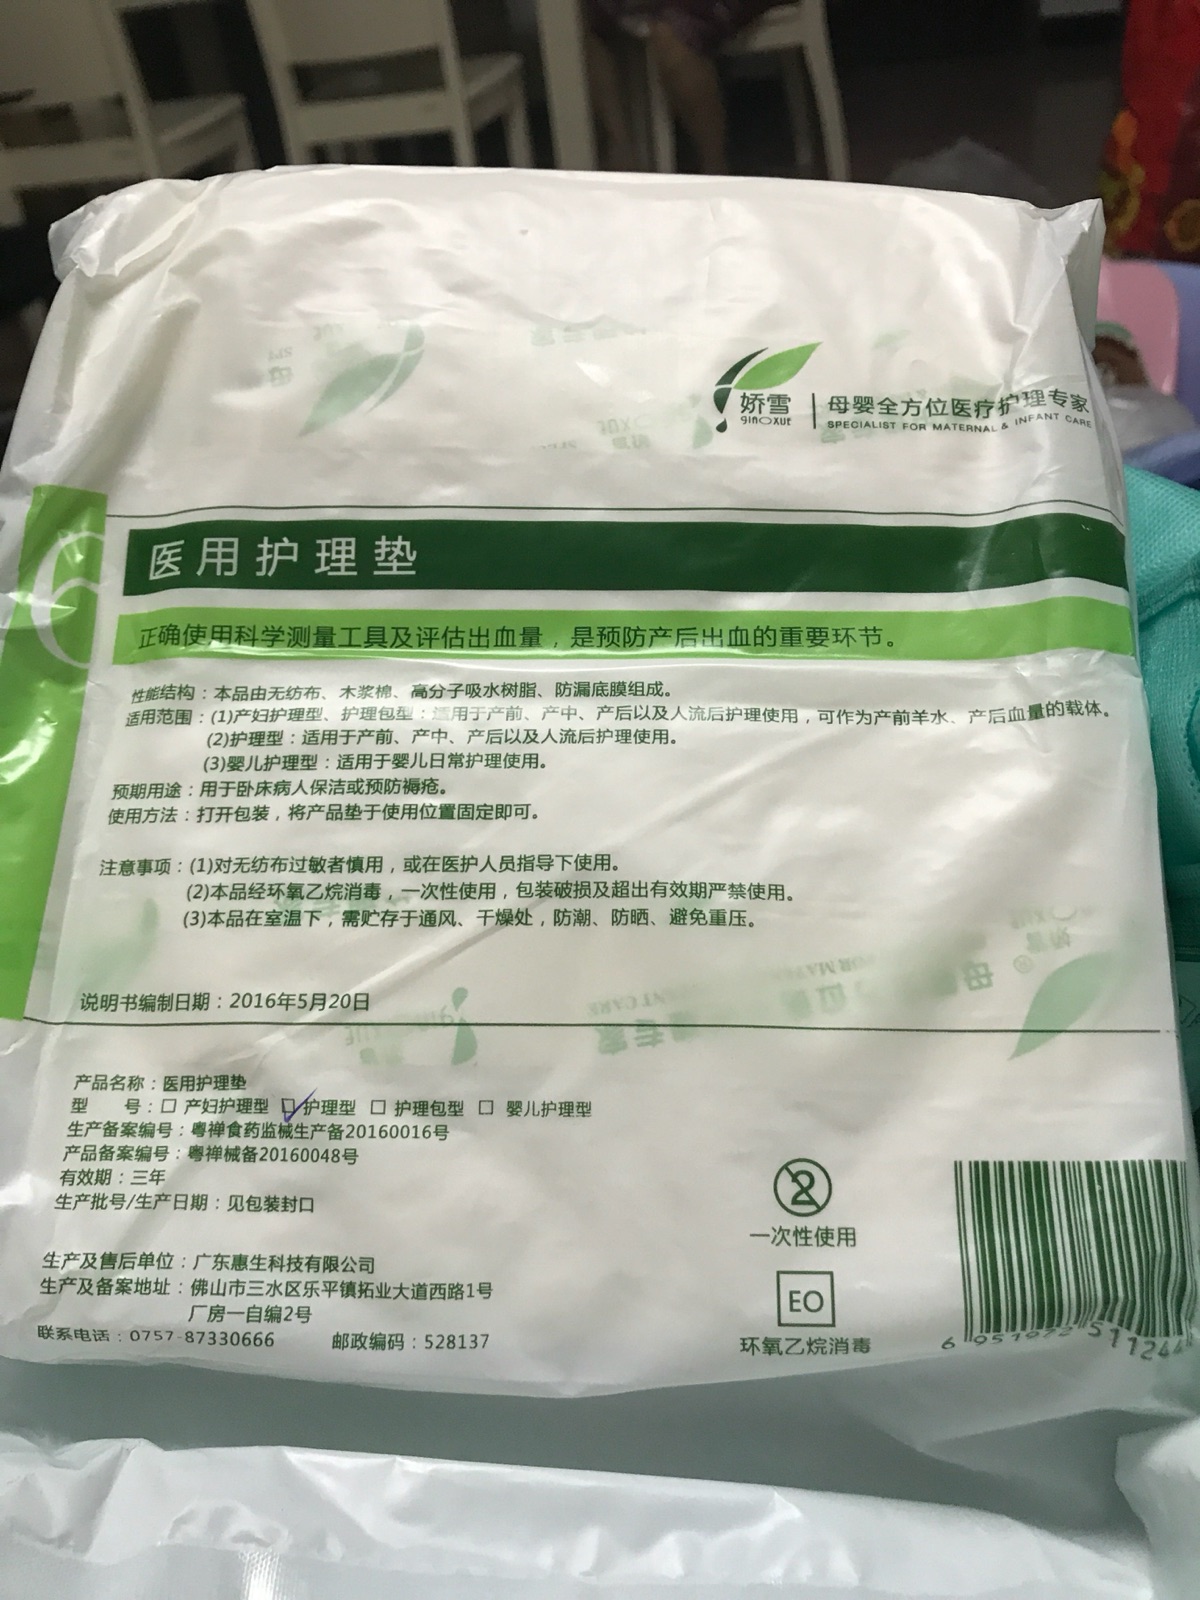 娇雪
ginoxue
母婴全方位医疗护理专家
SPECIALIST FOR MATERNAL & INFANT CARE
医用护理垫
正确使用科学测量工具及评估出血量，是预防产后出血的重要环节。
性能结构：本品由无纺布、木浆棉、高分子吸水树脂、防漏底膜组成。
适用范围：(1)产妇护理型、护理包型：适用于产前、产中、产后以及人流后护理使用，可作为产前羊水、产后血量的载体。
(2)护理型：适用于产前、产中、产后以及人流后护理使用。
(3)婴儿护理型：适用于婴儿日常护理使用。
预期用途：用于卧床病人保洁或预防褥疮。
使用方法：打开包装，将产品垫于使用位置固定即可。
注意事项：(1)对无纺布过敏者慎用，或在医护人员指导下使用。
(2)本品经环氧乙烷消毒，一次性使用，包装破损及超出有效期严禁使用。
(3)本品在室温下，需贮存于通风、干燥处，防潮、防晒、避免重压。
说明书编制日期：2016年5月20日
产品名称：医用护理垫
型 号：□ 产妇护理型 ☑ 护理型 □ 护理包型 □ 婴儿护理型
生产备案编号：粤禅食药监械生产备20160016号
产品备案编号：粤禅械备20160048号
有效期：三年
生产批号/生产日期：见包装封口
生产及售后单位：广东惠生科技有限公司
生产及备案地址：佛山市三水区乐平镇拓业大道西路1号
厂房一自编2号
联系电话：0757-87330666 邮政编码：528137
2
一次性使用
EO
环氧乙烷消毒
6 951972 511244